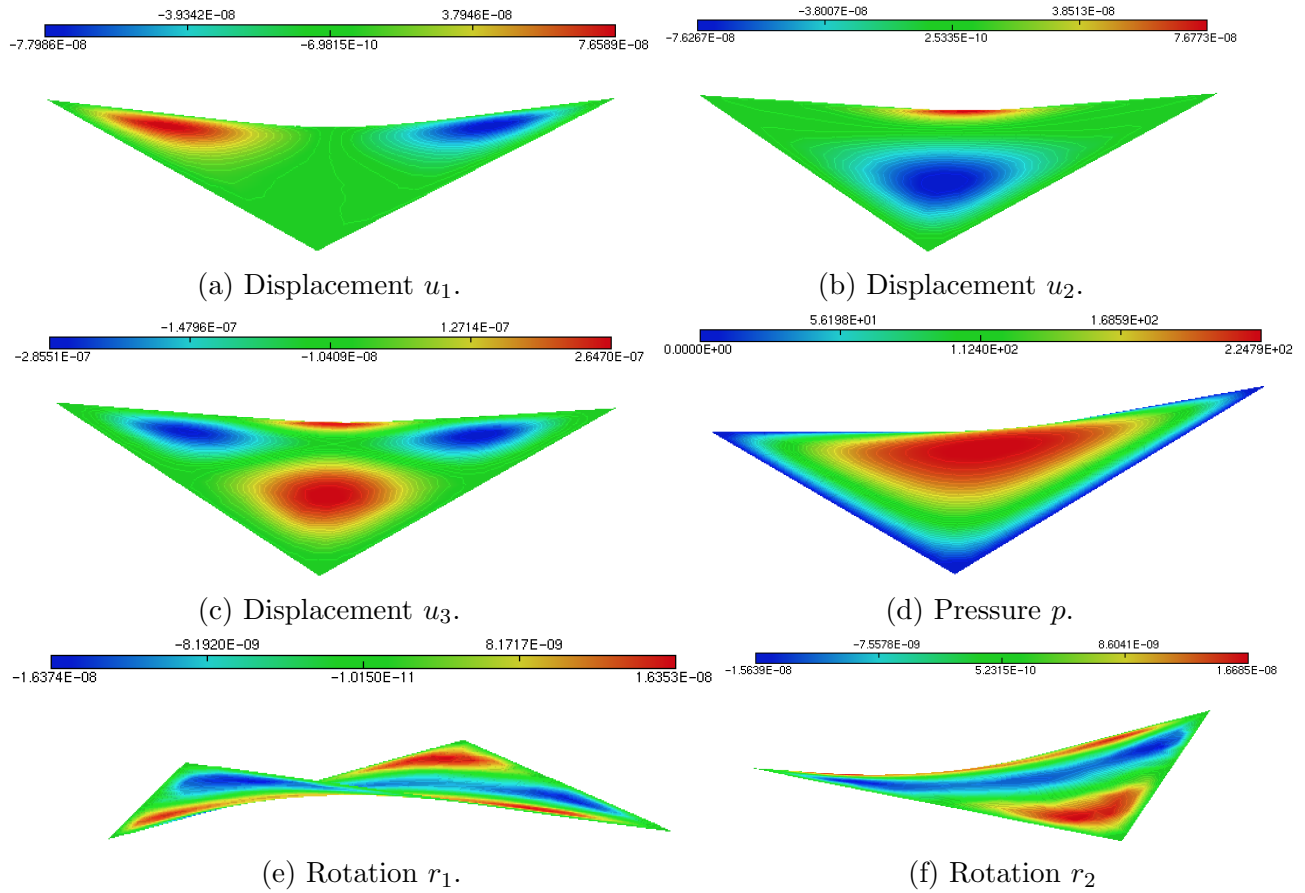 −3.9342E−08 3.7946E−08
−7.7986E−08 −6.9815E−10 7.6589E−08
−3.8007E−08 3.8513E−08
−7.6267E−08 2.5335E−10 7.6773E−08
(a) Displacement u₁.
(b) Displacement u₂.
−1.4796E−07 1.2714E−07
−2.8551E−07 −1.0409E−08 2.6470E−07
5.6198E+01 1.6859E+02
0.0000E+00 1.1240E+02 2.2479E+02
(c) Displacement u₃.
(d) Pressure p.
−8.1920E−09 8.1717E−09
−1.6374E−08 −1.0150E−11 1.6353E−08
−7.5578E−09 8.6041E−09
−1.5639E−08 5.2315E−10 1.6685E−08
(e) Rotation r₁.
(f) Rotation r₂